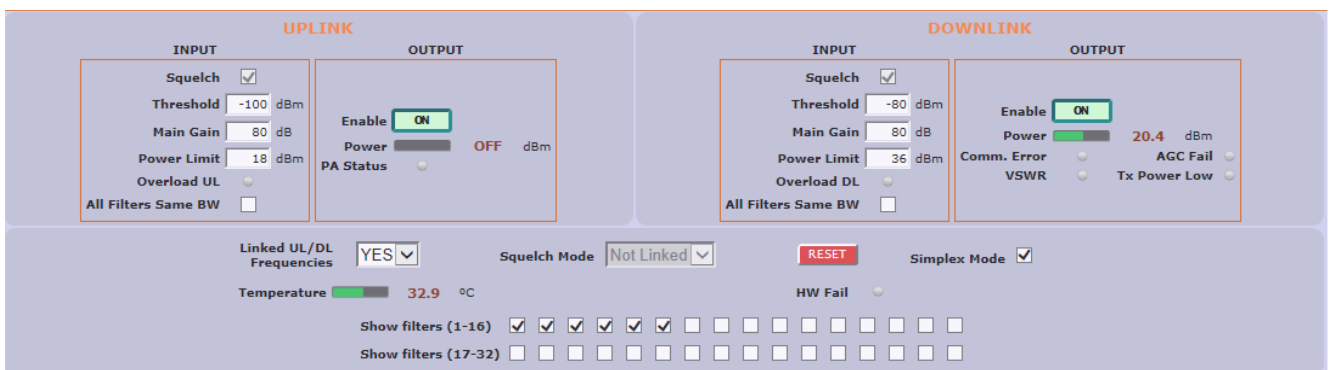 UPLINK
INPUT
OUTPUT
Squelch
Threshold -100 dBm
Main Gain 80 dB
Power Limit 18 dBm
Overload UL
All Filters Same BW
Enable ON
Power OFF dBm
PA Status
DOWNLINK
INPUT
OUTPUT
Squelch
Threshold -80 dBm
Main Gain 80 dB
Power Limit 36 dBm
Overload DL
All Filters Same BW
Enable ON
Power 20.4 dBm
Comm. Error AGC Fail
VSWR Tx Power Low
Linked UL/DL
Frequencies
YES
Squelch Mode Not Linked
RESET
Simplex Mode
Temperature 32.9 ºC
HW Fail
Show filters (1-16)
Show filters (17-32)